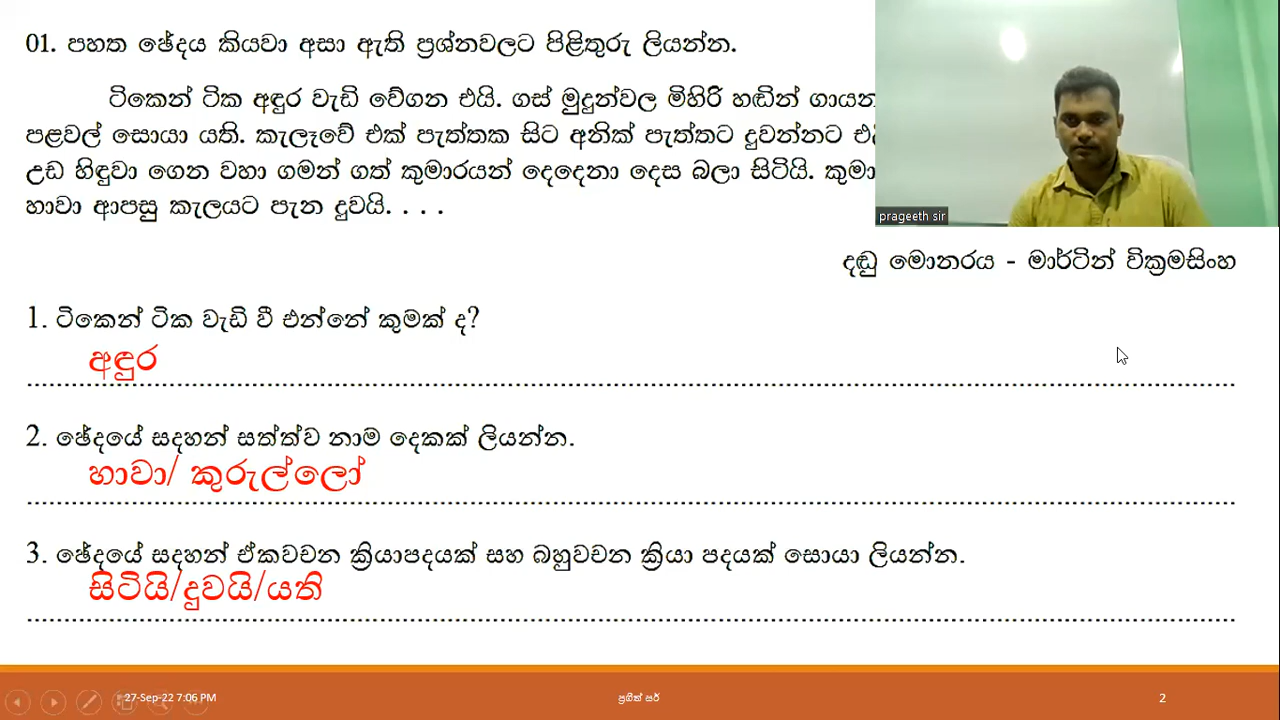 01. පහත ඡේදය කියවා අසා ඇති ප්‍රශ්නවලට පිළිතුරු ලියන්න.
ටිකෙන් ටික අඳුර වැඩි වේගන එයි. ගස් මුදුන්වල මිහිරි හඬින් ගායන
පළවල් සොයා යති. කැලෑවේ එක් පැත්තක සිට අනික් පැත්තට දුවන්නට
උඩ හිඳුවා ගෙන වහා ගමන් ගත් කුමාරයන් දෙදෙනා දෙස බලා සිටියි.
හාවා ආපසු කැලයට පැන දුවයි. . . .
prageeth sir
දඬු මොනරය - මාර්ටින් වික්‍රමසිංහ
1. ටිකෙන් ටික වැඩි වී එන්නේ කුමක් ද?
අඳුර
2. ඡේදයේ සදහන් සත්ත්ව නාම දෙකක් ලියන්න.
හාවා/ කුරුල්ලෝ
3. ඡේදයේ සදහන් ඒකවචන ක්‍රියාපදයක් සහ බහුවචන ක්‍රියා පදයක් සොයා ලියන්න.
සිටියි/දුවයි/යති
27-Sep-22 7:06 PM
ප්‍රගිත් සර්
2